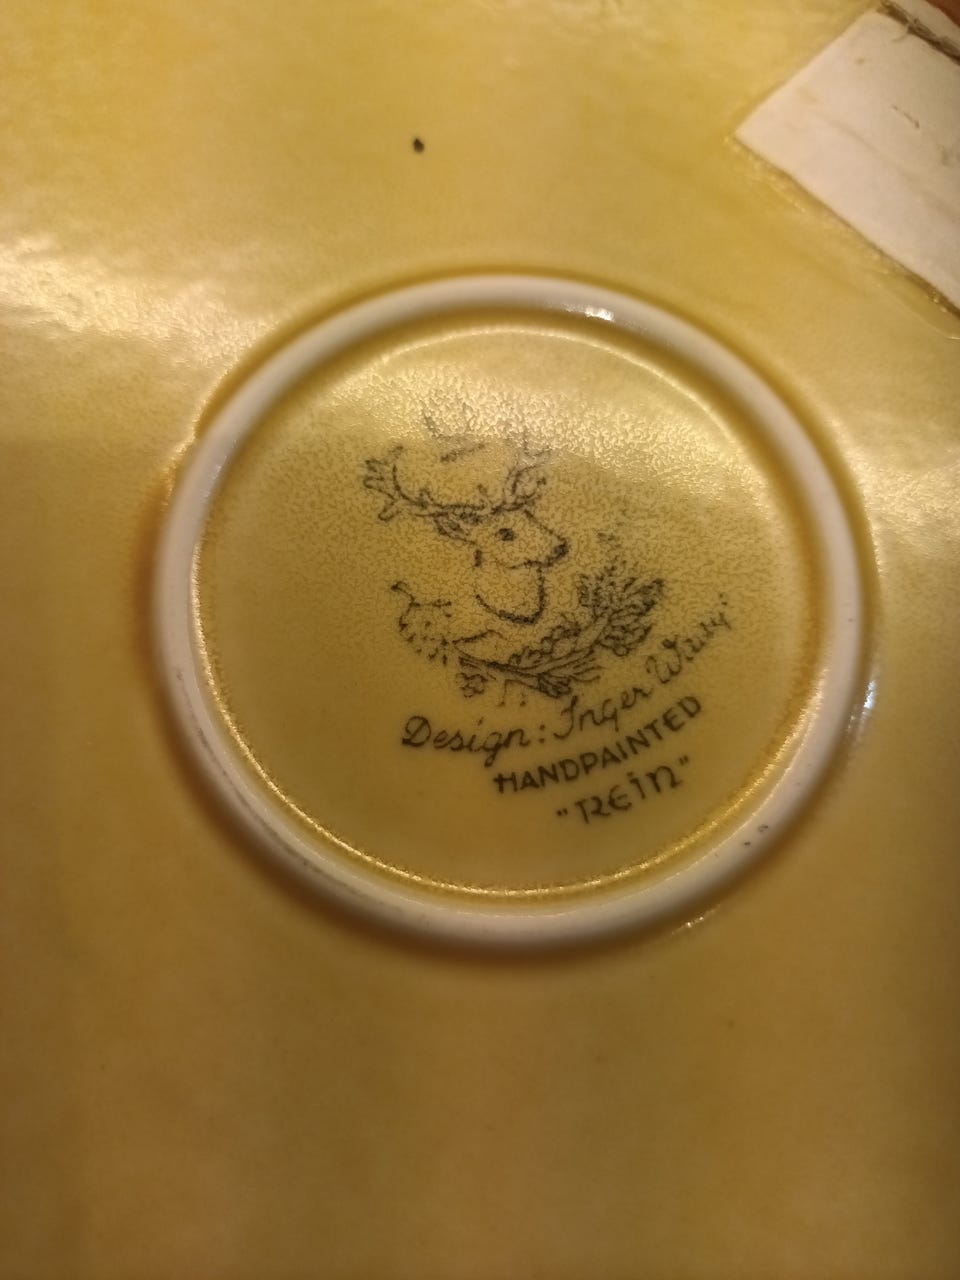 Design: Inger Waage
HANDPAINTED
"REIN"